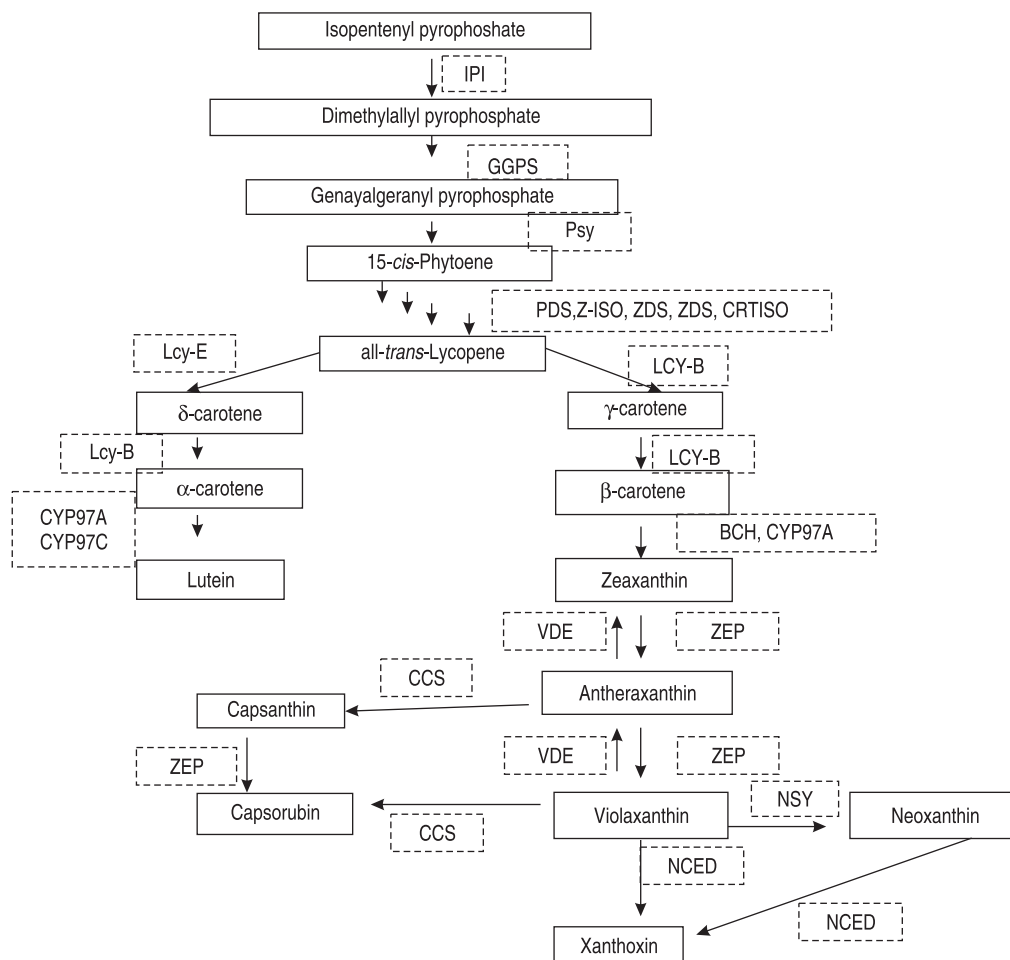 Isopentenyl pyrophoshate
IPI
Dimethylallyl pyrophosphate
GGPS
Genayalgeranyl pyrophosphate
Psy
15-cis-Phytoene
PDS,Z-ISO, ZDS, ZDS, CRTISO
all-trans-Lycopene
Lcy-E
LCY-B
δ-carotene
γ-carotene
Lcy-B
LCY-B
α-carotene
β-carotene
CYP97A
CYP97C
BCH, CYP97A
Lutein
Zeaxanthin
VDE
ZEP
CCS
Antheraxanthin
Capsanthin
ZEP
VDE
ZEP
NSY
Capsorubin
CCS
Violaxanthin
Neoxanthin
NCED
NCED
Xanthoxin